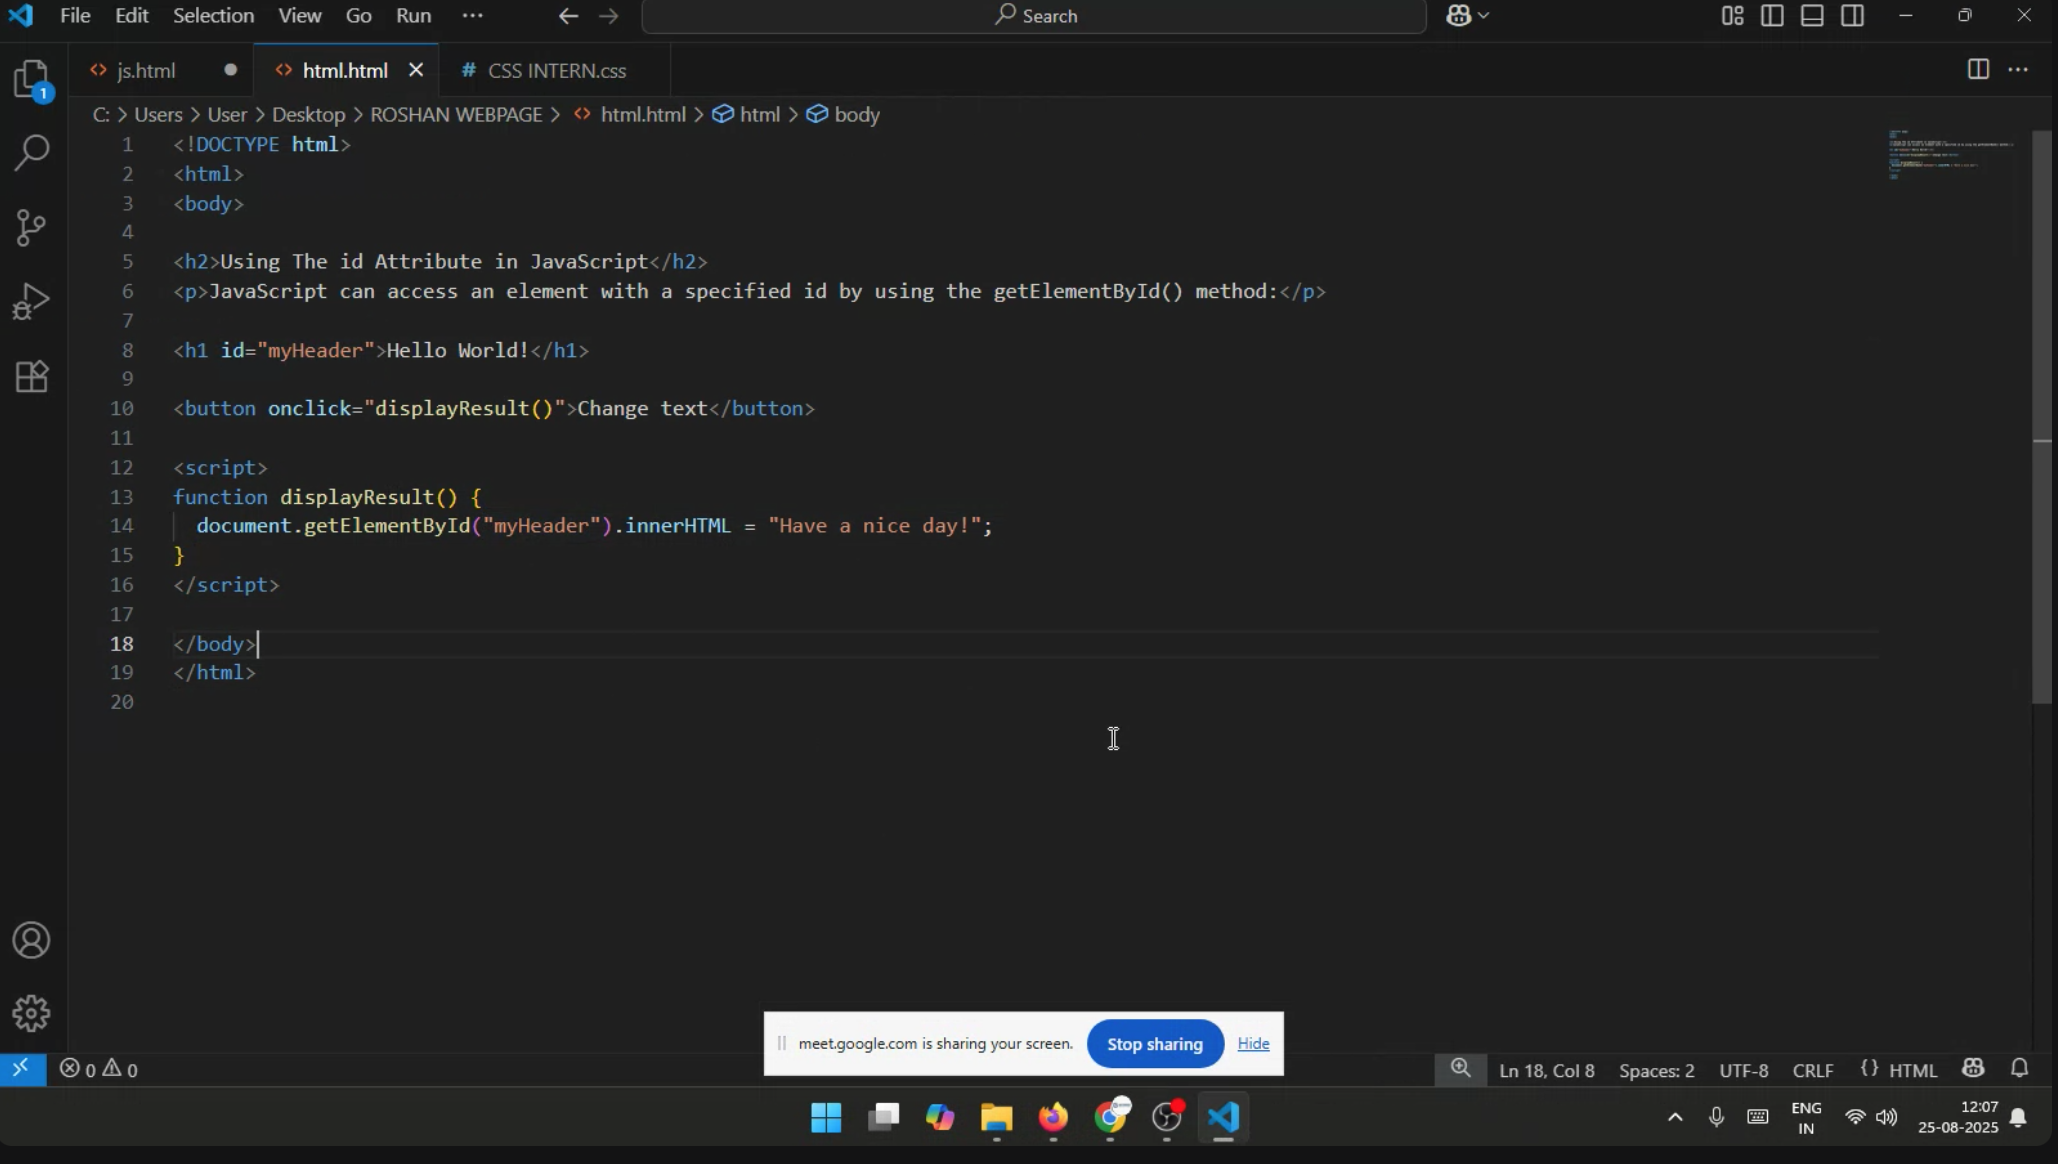 File Edit Selection View Go Run ··· Search
js.html html.html CSS INTERN.css
1
C: > Users > User > Desktop > ROSHAN WEBPAGE > html.html > html > body
1 <!DOCTYPE html>
2 <html>
3 <body>
4
5 <h2>Using The id Attribute in JavaScript</h2>
6 <p>JavaScript can access an element with a specified id by using the getElementById() method:</p>
7
8 <h1 id="myHeader">Hello World!</h1>
9
10 <button onclick="displayResult()">Change text</button>
11
12 <script>
13 function displayResult() {
14 document.getElementById("myHeader").innerHTML = "Have a nice day!";
15 }
16 </script>
17
18 </body>
19 </html>
20
meet.google.com is sharing your screen. Stop sharing Hide
0 0 Ln 18, Col 8 Spaces: 2 UTF-8 CRLF {} HTML
ENG 12:07
IN 25-08-2025